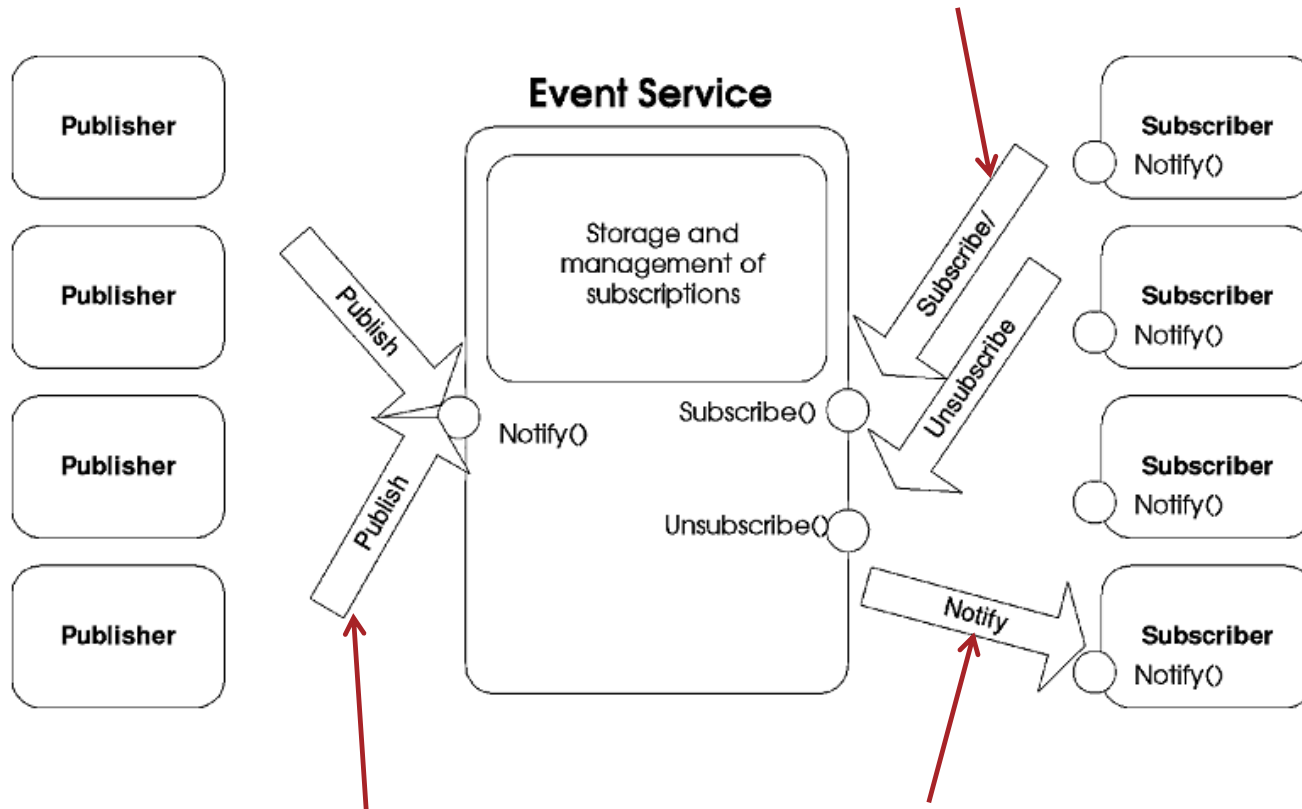 Event Service
Publisher
Publisher
Publisher
Publisher
Publish
Publish
Storage and
management of
subscriptions
Notify()
Subscribe()
Unsubscribe()
Subscribe/
Unsubscribe
Notify
Subscriber
Notify()
Subscriber
Notify()
Subscriber
Notify()
Subscriber
Notify()